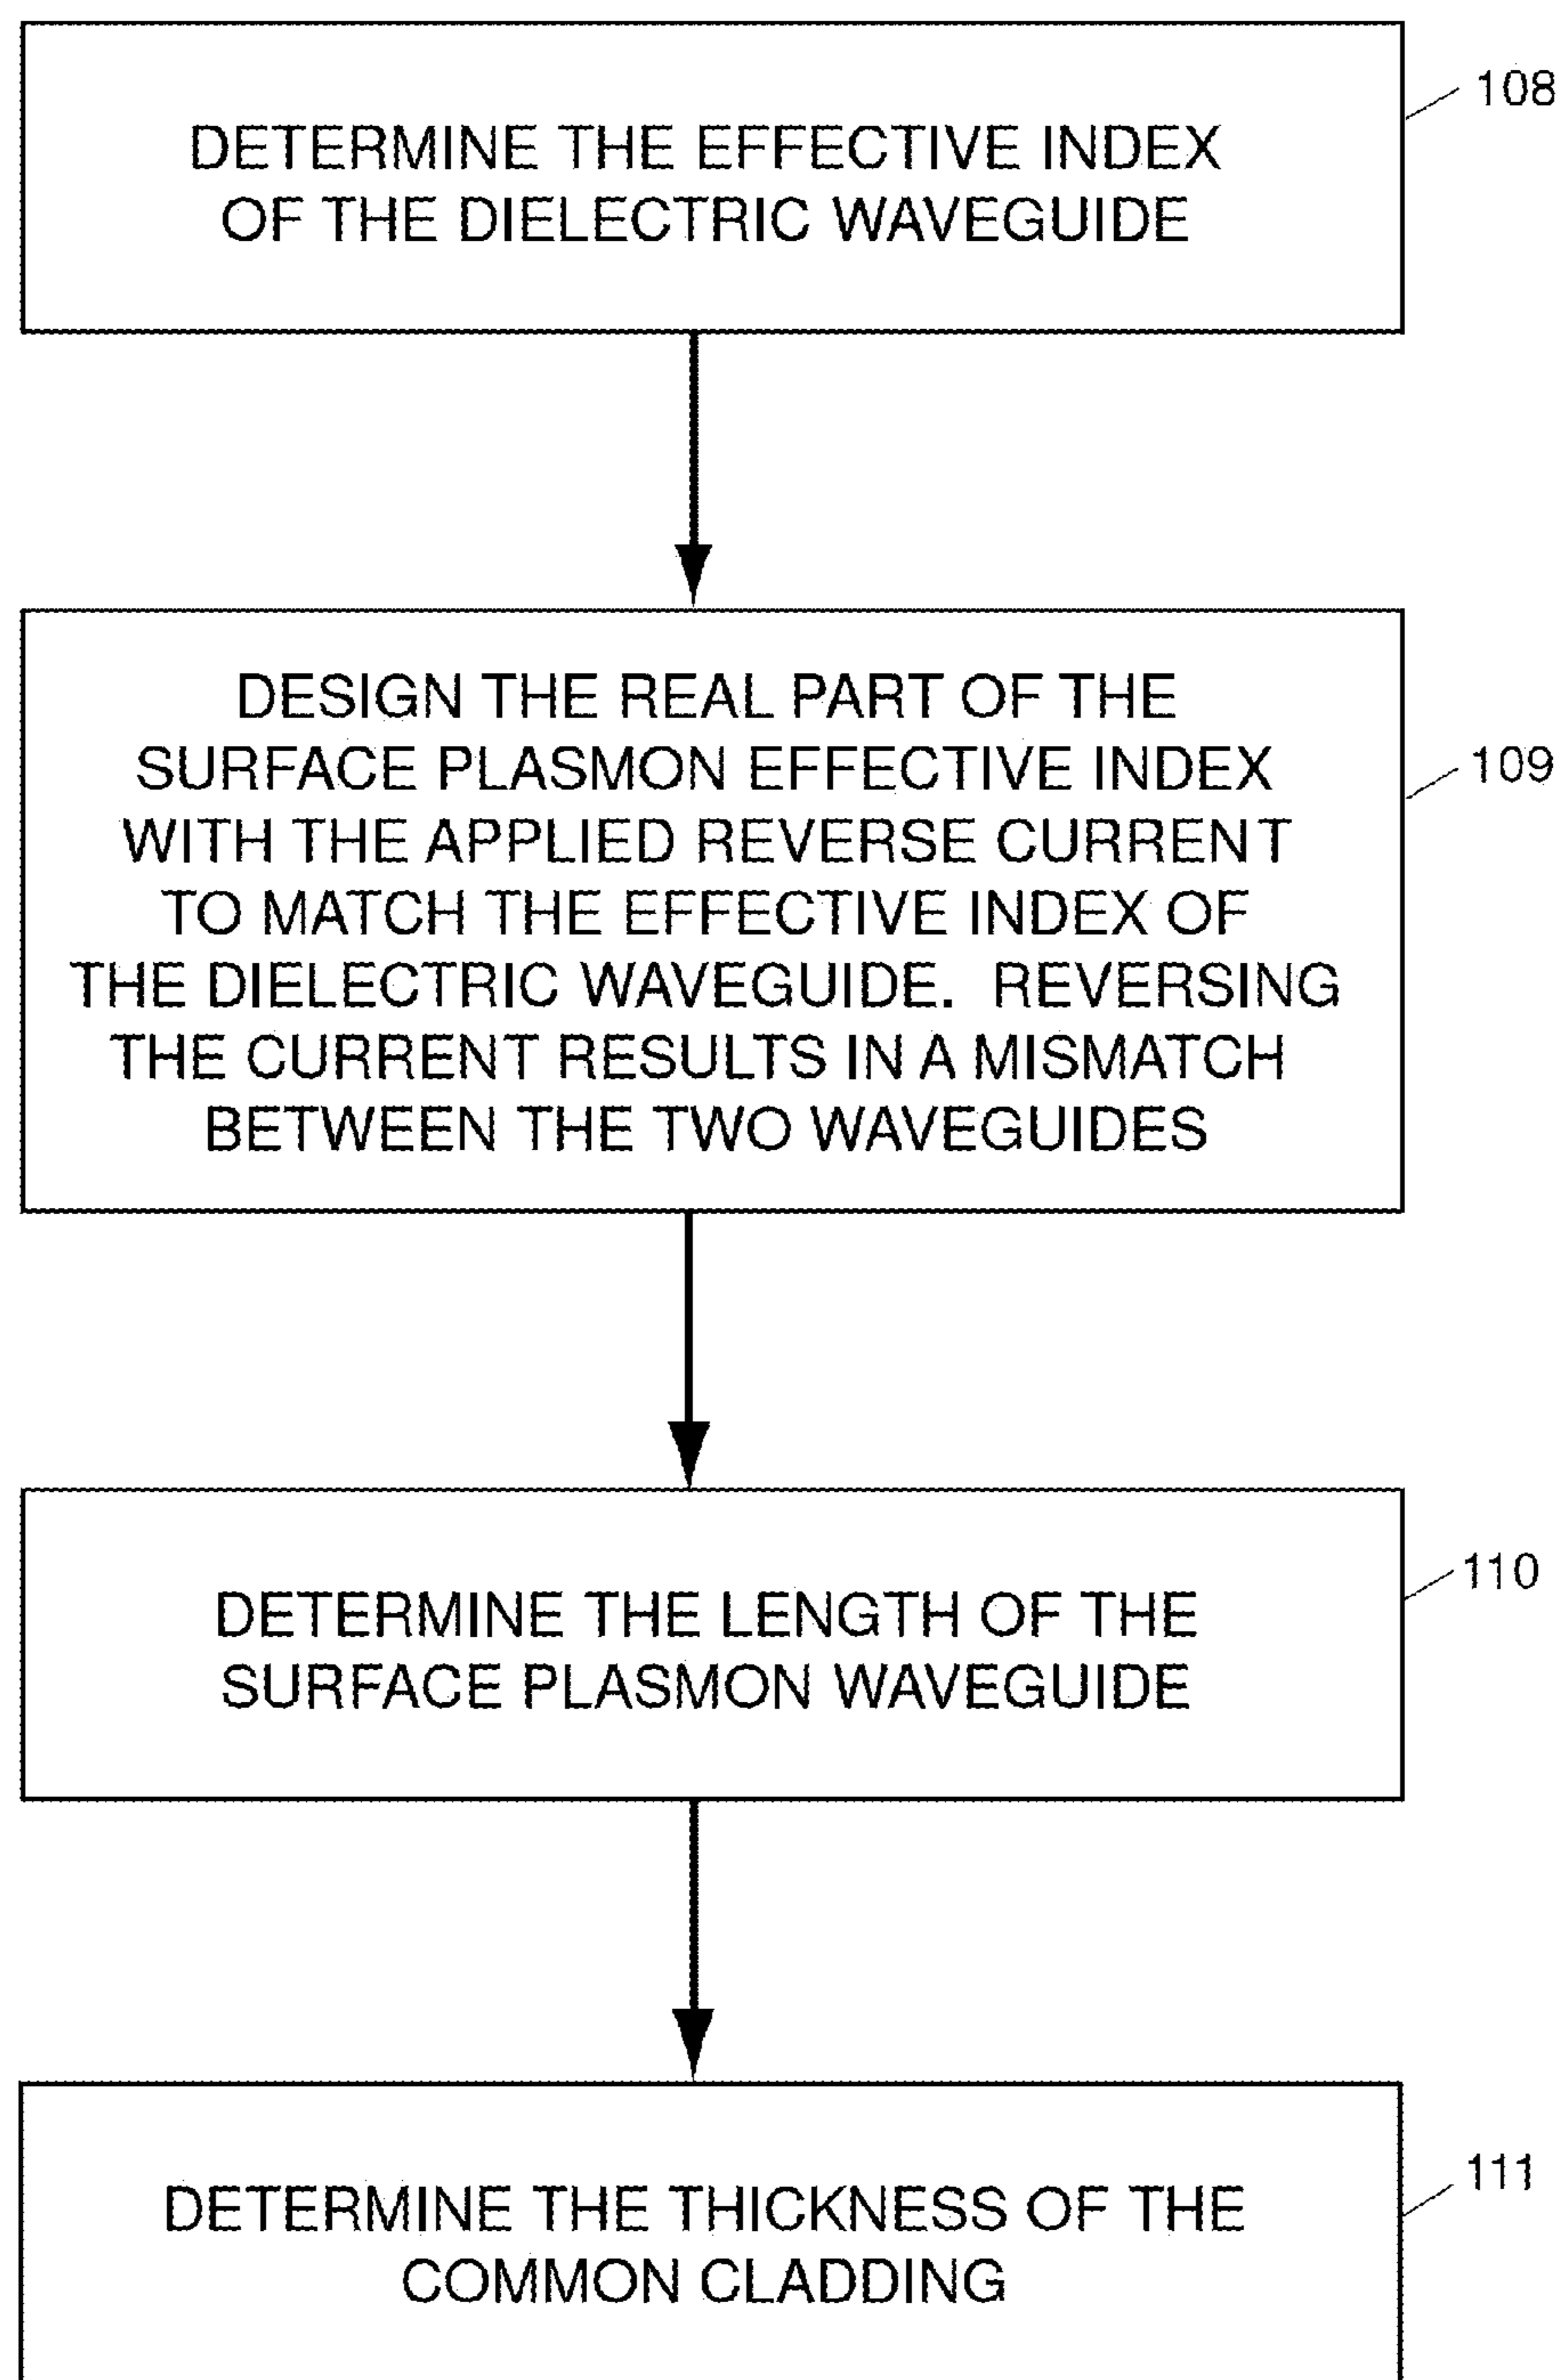 108
DETERMINE THE EFFECTIVE INDEX
OF THE DIELECTRIC WAVEGUIDE
DESIGN THE REAL PART OF THE
SURFACE PLASMON EFFECTIVE INDEX
WITH THE APPLIED REVERSE CURRENT
TO MATCH THE EFFECTIVE INDEX OF
THE DIELECTRIC WAVEGUIDE. REVERSING
THE CURRENT RESULTS IN A MISMATCH
BETWEEN THE TWO WAVEGUIDES
109
DETERMINE THE LENGTH OF THE
SURFACE PLASMON WAVEGUIDE
110
DETERMINE THE THICKNESS OF THE
COMMON CLADDING
111